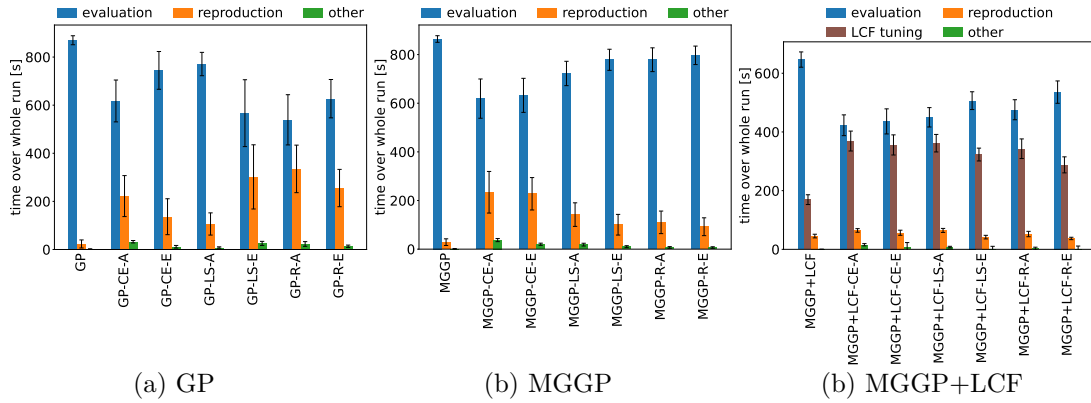 evaluation reproduction other
time over whole run [s]
800
600
400
200
0
GP
GP-CE-A
GP-CE-E
GP-LS-A
GP-LS-E
GP-R-A
GP-R-E
(a) GP
evaluation reproduction other
time over whole run [s]
800
600
400
200
0
MGGP
MGGP-CE-A
MGGP-CE-E
MGGP-LS-A
MGGP-LS-E
MGGP-R-A
MGGP-R-E
(b) MGGP
evaluation reproduction
LCF tuning other
time over whole run [s]
600
400
200
0
MGGP+LCF
MGGP+LCF-CE-A
MGGP+LCF-CE-E
MGGP+LCF-LS-A
MGGP+LCF-LS-E
MGGP+LCF-R-A
MGGP+LCF-R-E
(b) MGGP+LCF